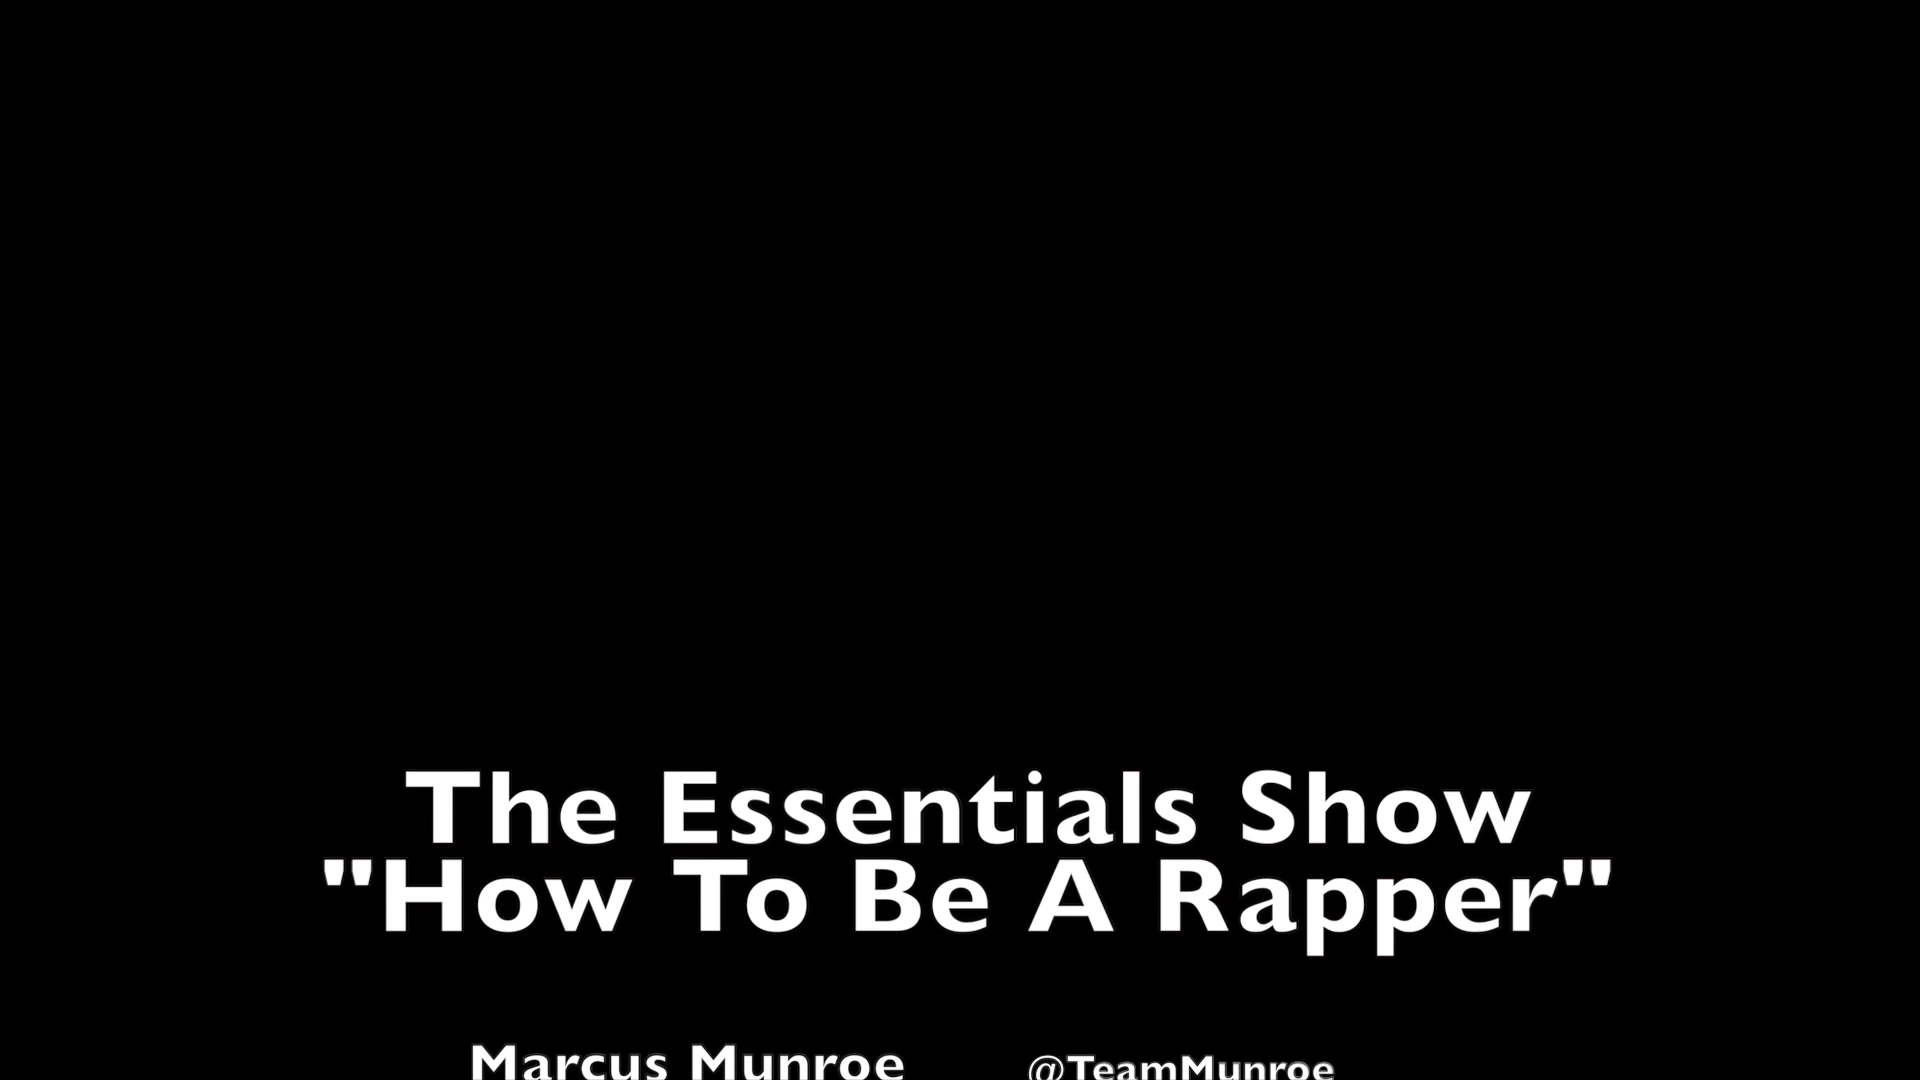 The Essentials Show
"How To Be A Rapper"
Marcus Munroe @TeamMunroe